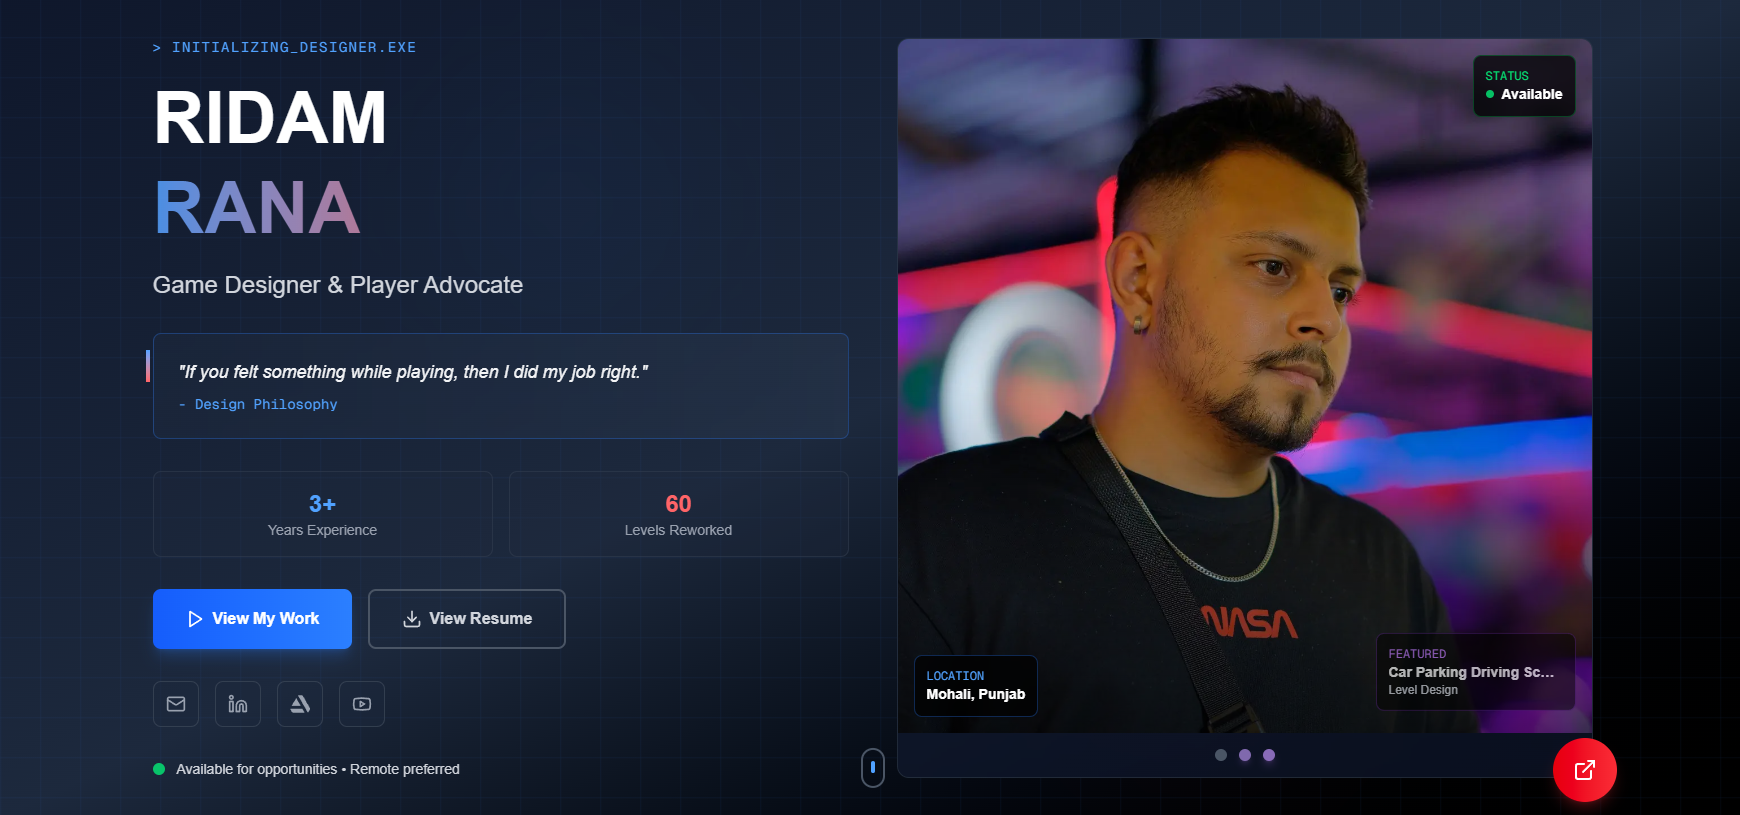 > INITIALIZING_DESIGNER.EXE
RIDAM
RANA
Game Designer & Player Advocate
"If you felt something while playing, then I did my job right."
- Design Philosophy
3+
Years Experience
60
Levels Reworked
View My Work
View Resume
Available for opportunities • Remote preferred
STATUS
Available
NASA
LOCATION
Mohali, Punjab
FEATURED
Car Parking Driving Sc...
Level Design